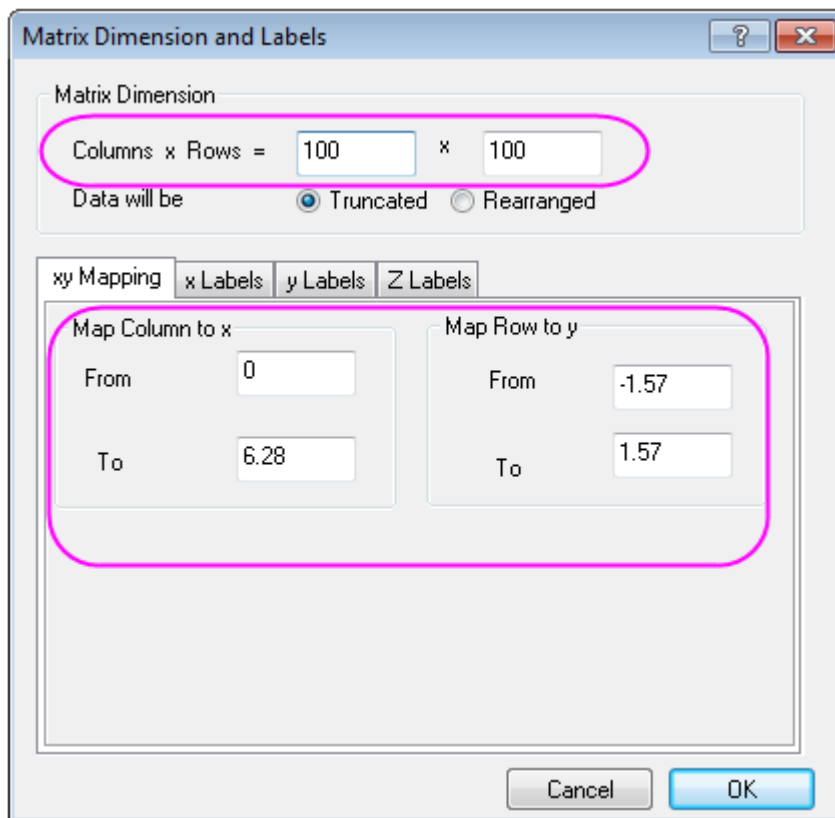 Matrix Dimension and Labels
Matrix Dimension
Columns x Rows = 100 x 100
Data will be Truncated Rearranged
xy Mapping x Labels y Labels Z Labels
Map Column to x Map Row to y
From 0 From -1.57
To 6.28 To 1.57
Cancel OK